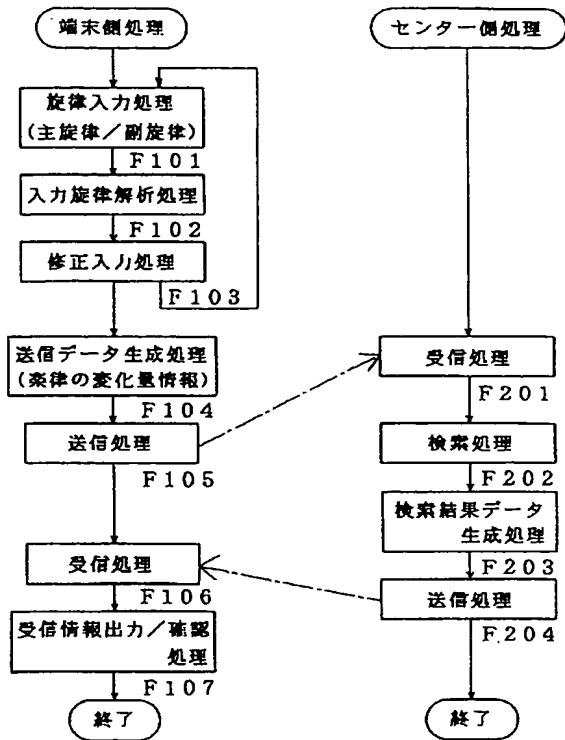 端末側処理
旋律入力処理
(主旋律／副旋律)
F101
入力旋律解析処理
F102
修正入力処理
F103
送信データ生成処理
(楽律の変化量情報)
F104
送信処理
F105
受信処理
F106
受信情報出力／確認
処理
F107
終了
センター側処理
受信処理
F201
検索処理
F202
検索結果データ
生成処理
F203
送信処理
F204
終了